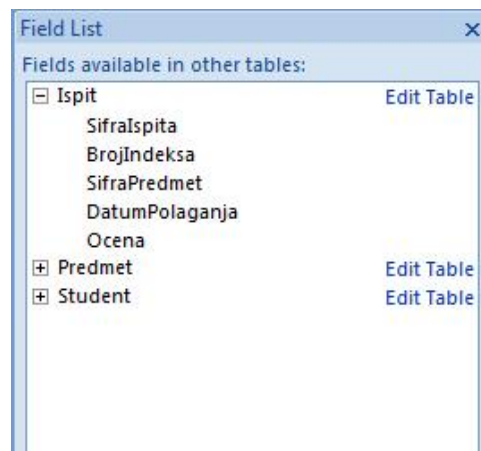 Field List
Fields available in other tables:
Ispit Edit Table
SifraIspita
BrojIndeksa
SifraPredmet
DatumPolaganja
Ocena
Predmet Edit Table
Student Edit Table